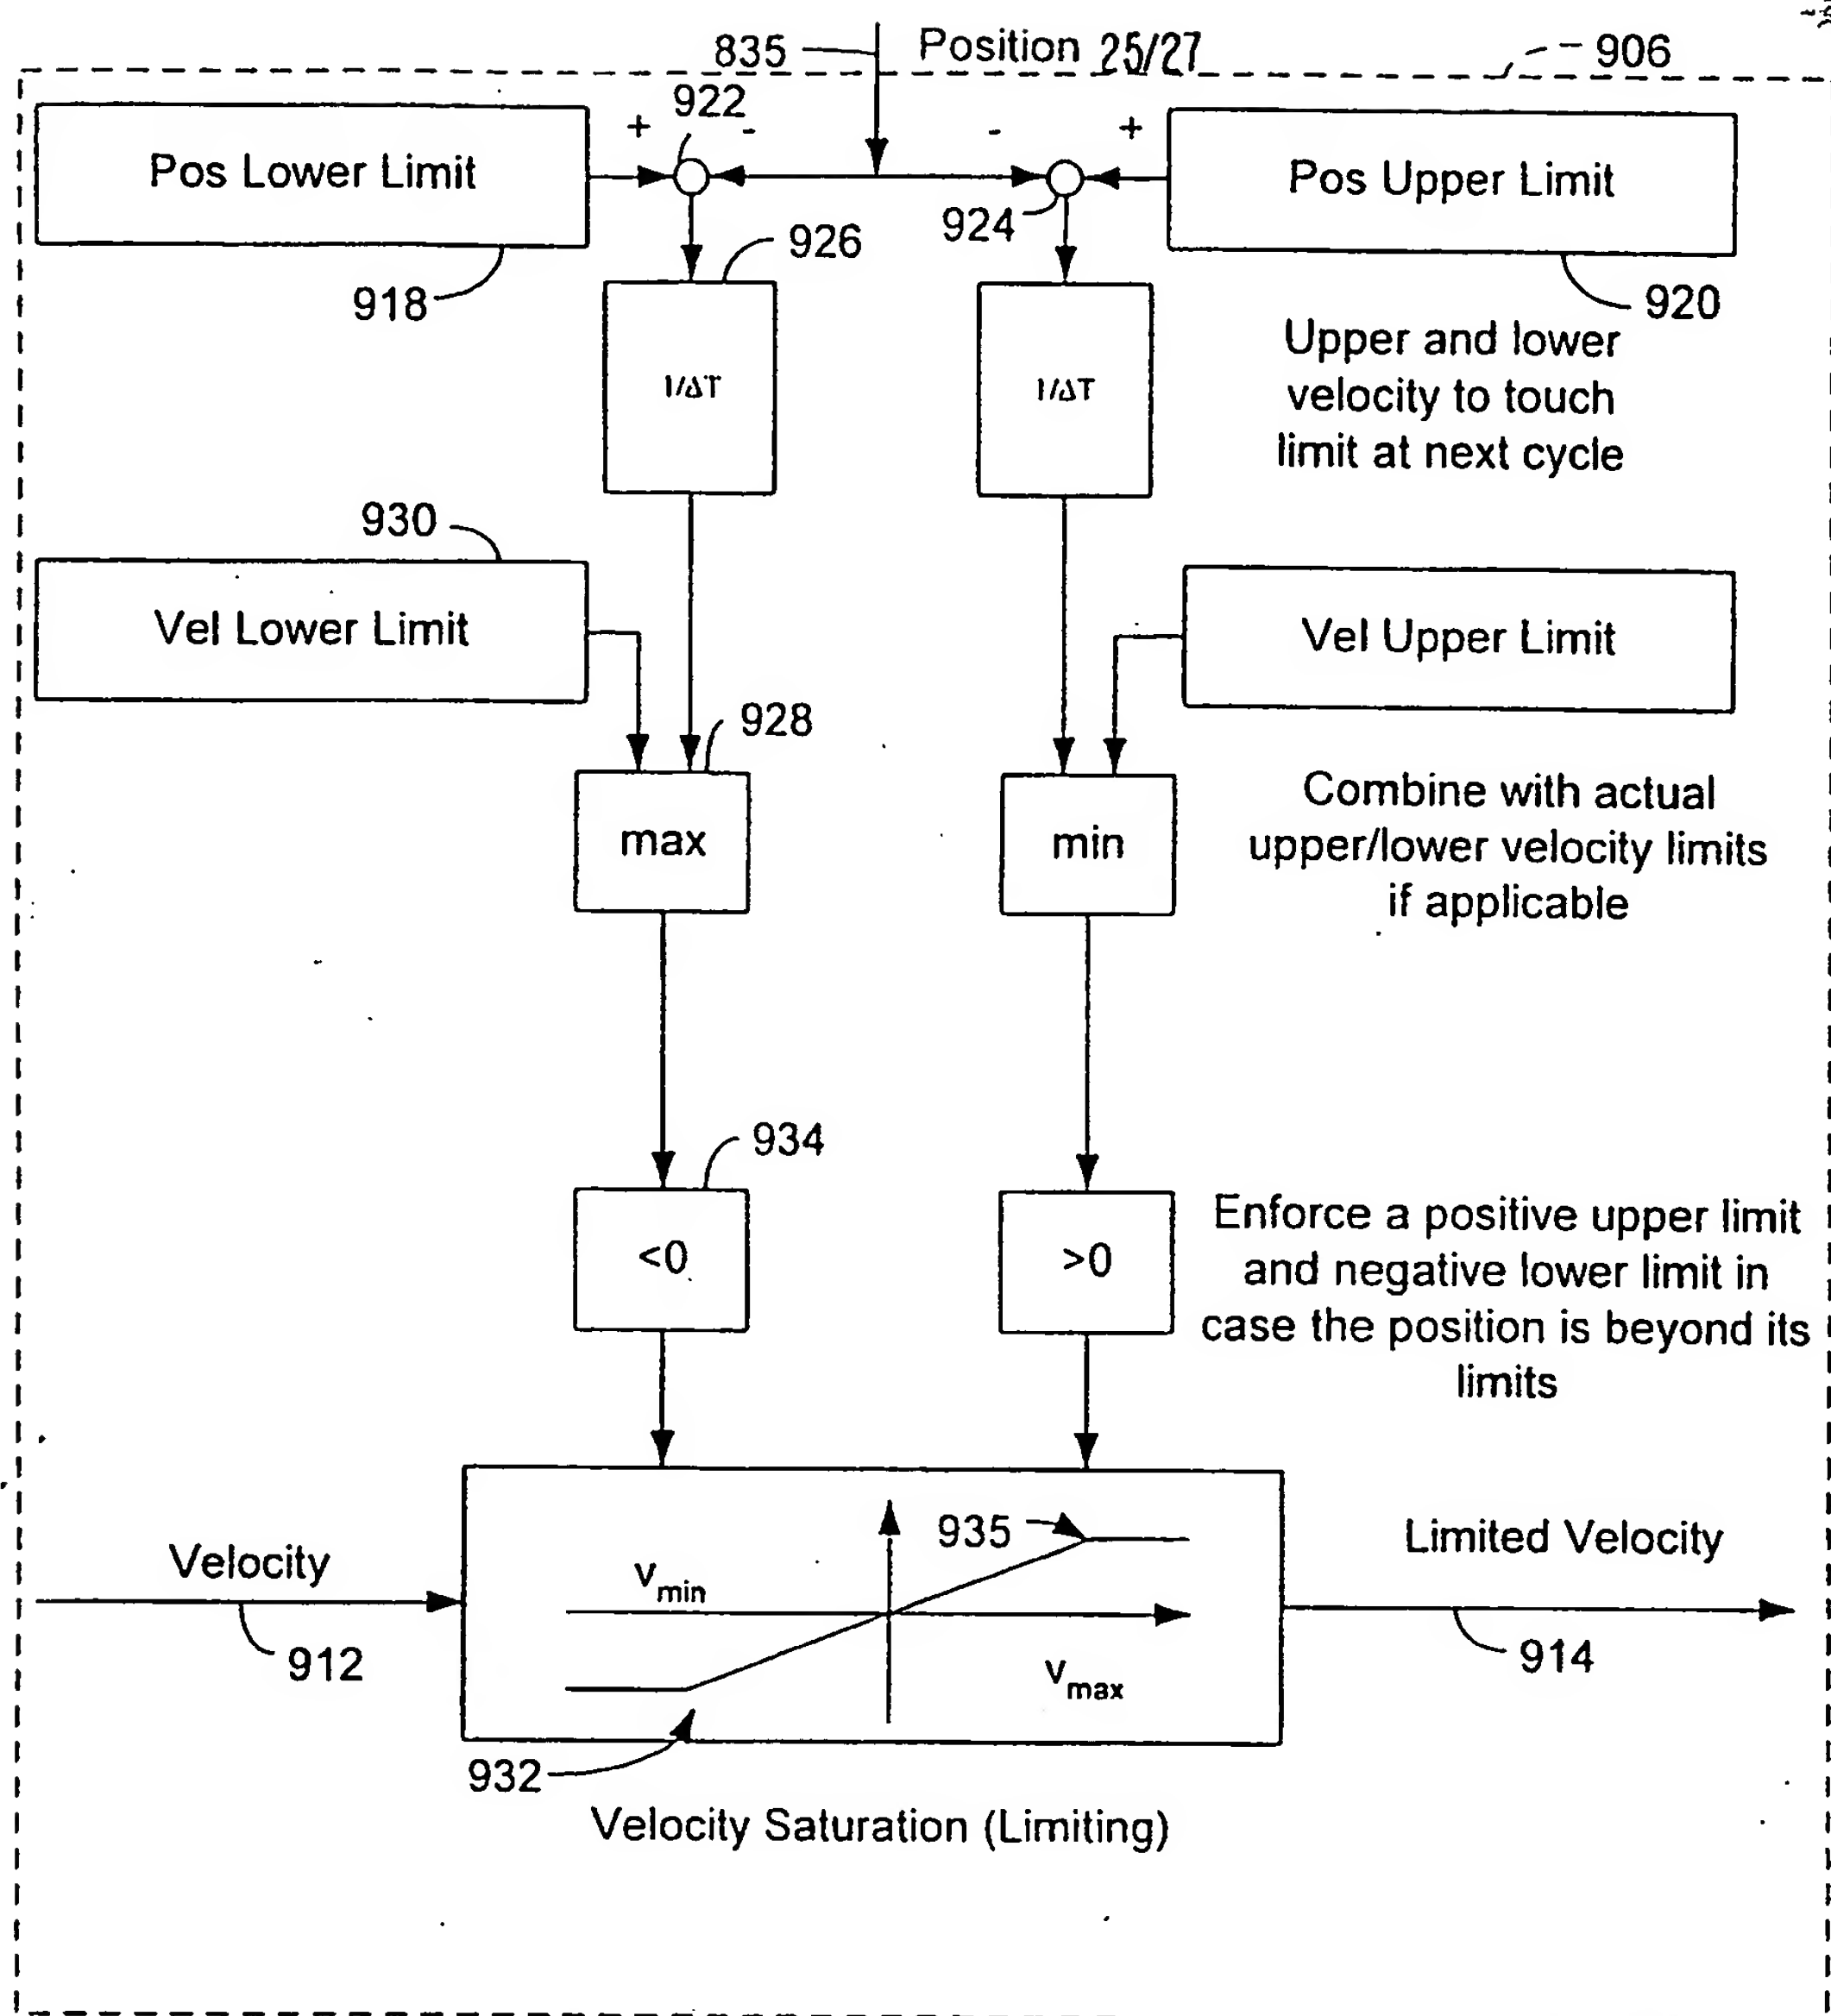 835
Position 25/27
906
922
+
-
-
+
Pos Lower Limit
Pos Upper Limit
924
926
918
920
1/ΔT
1/ΔT
Upper and lower
velocity to touch
limit at next cycle
930
Vel Lower Limit
Vel Upper Limit
928
max
min
Combine with actual
upper/lower velocity limits
if applicable
934
<0
>0
Enforce a positive upper limit
and negative lower limit in
case the position is beyond its
limits
Velocity
935
Limited Velocity
Vmin
912
914
Vmax
932
Velocity Saturation (Limiting)